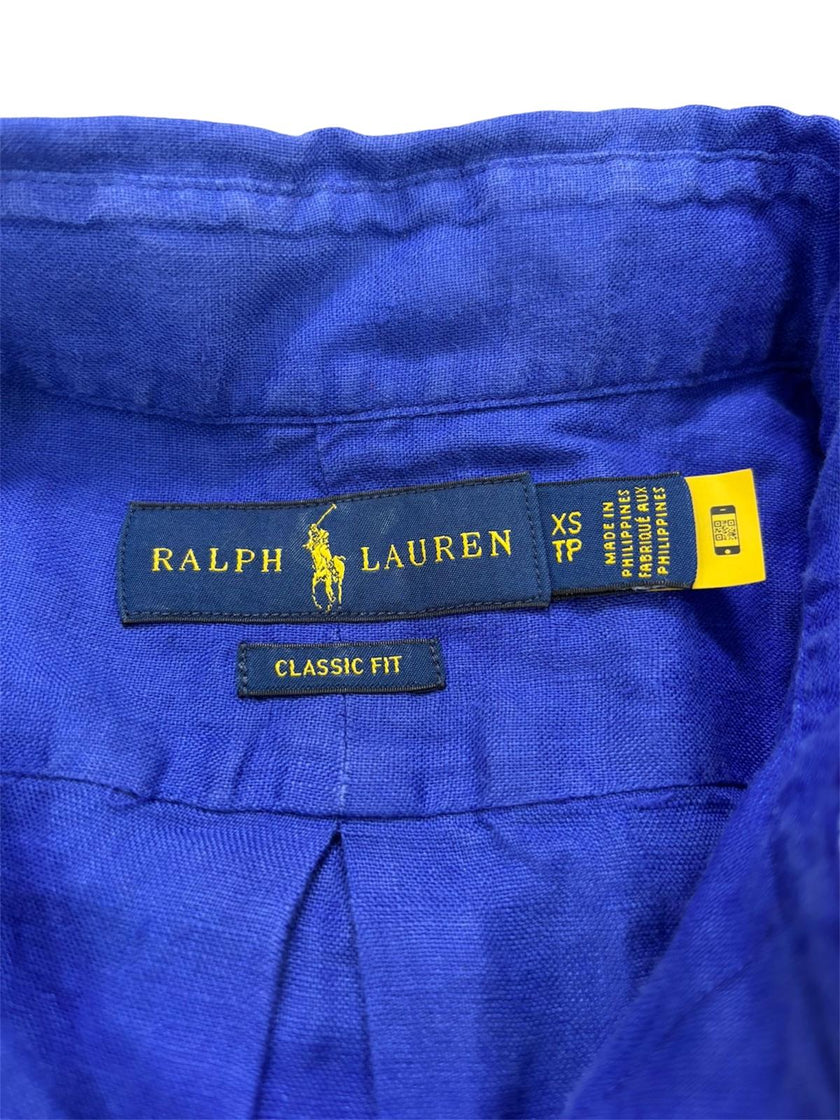 RALPH LAUREN
XS
TP
MADE IN
PHILIPPINES
FABRIQUÉ AUX
PHILIPPINES
CLASSIC FIT